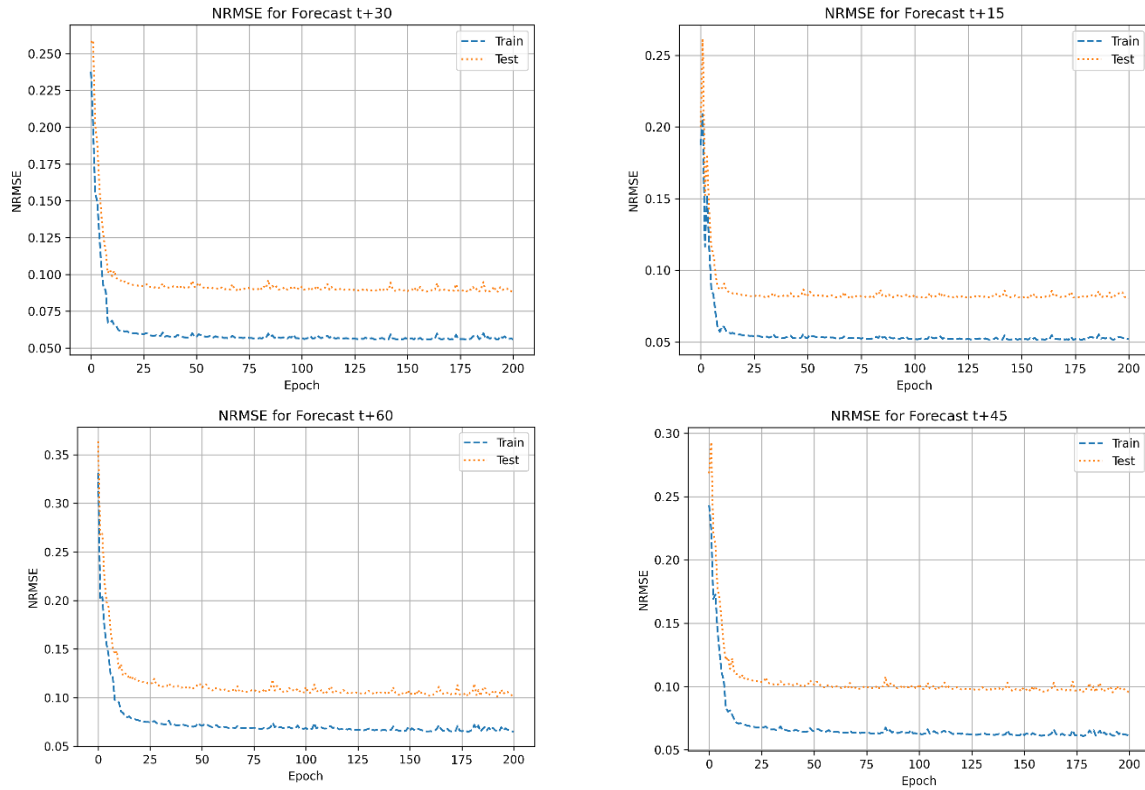 NRMSE for Forecast t+30
Train
Test
0.250
0.225
0.200
0.175
0.150
0.125
0.100
0.075
0.050
NRMSE
0 25 50 75 100 125 150 175 200
Epoch
NRMSE for Forecast t+15
Train
Test
0.25
0.20
0.15
0.10
0.05
NRMSE
0 25 50 75 100 125 150 175 200
Epoch
NRMSE for Forecast t+60
Train
Test
0.35
0.30
0.25
0.20
0.15
0.10
0.05
NRMSE
0 25 50 75 100 125 150 175 200
Epoch
NRMSE for Forecast t+45
Train
Test
0.30
0.25
0.20
0.15
0.10
0.05
NRMSE
0 25 50 75 100 125 150 175 200
Epoch